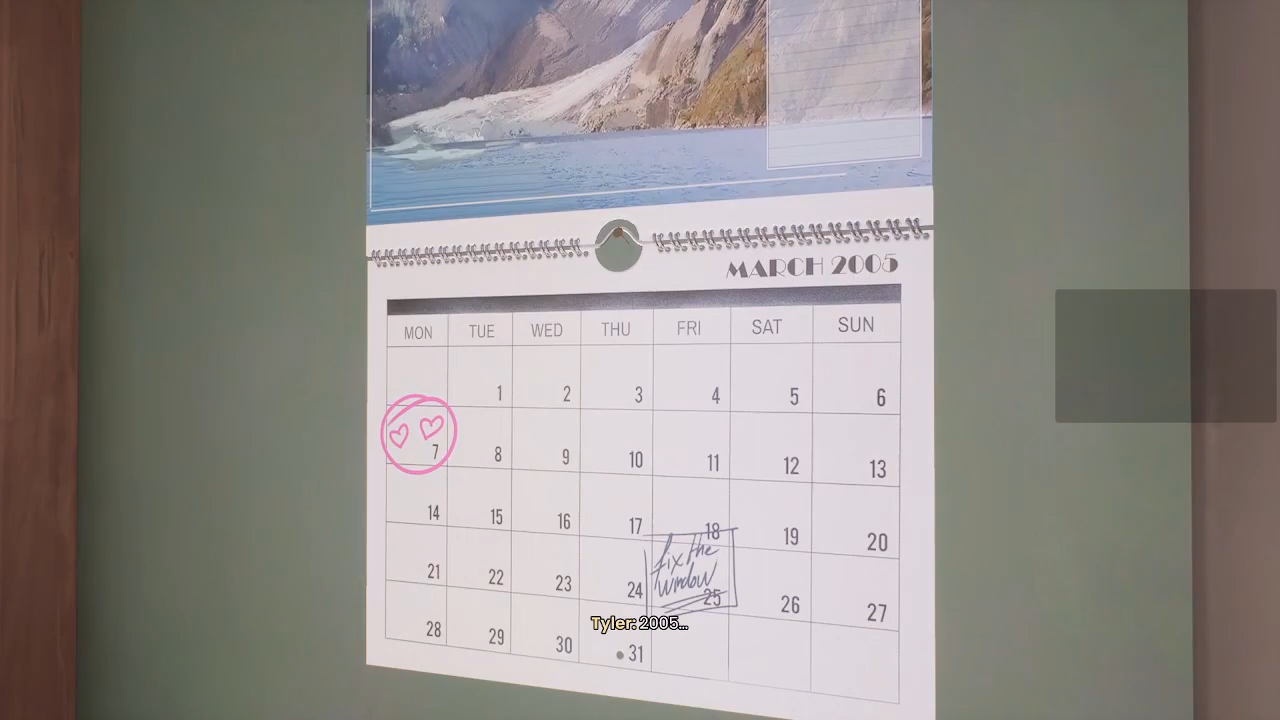 MARCH 2005
MON TUE WED THU FRI SAT SUN
1 2 3 4 5 6
7 8 9 10 11 12 13
14 15 16 17 18 19 20
fix the
window
21 22 23 24 25 26 27
28 29 30 31
Tyler: 2005...